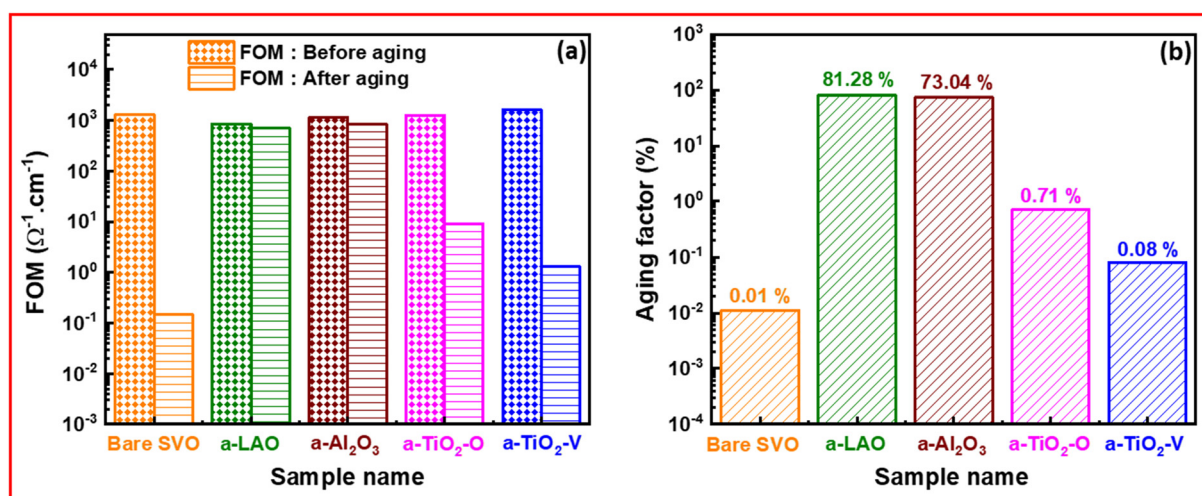 (a)
FOM : Before aging
FOM : After aging
FOM (Ω⁻¹.cm⁻¹)
10⁴
10³
10²
10¹
10⁰
10⁻¹
10⁻²
10⁻³
Bare SVO a-LAO a-Al₂O₃ a-TiO₂-O a-TiO₂-V
Sample name
(b)
Aging factor (%)
10³
10²
10¹
10⁰
10⁻¹
10⁻²
10⁻³
10⁻⁴
0.01 %
81.28 %
73.04 %
0.71 %
0.08 %
Bare SVO a-LAO a-Al₂O₃ a-TiO₂-O a-TiO₂-V
Sample name